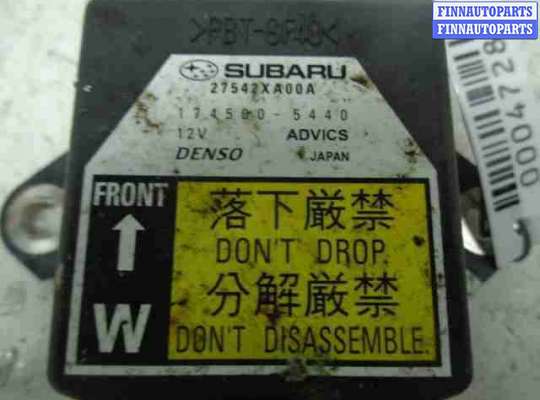 FINNAUTOPARTS
FINNAUTOPARTS
>PBT-GF40<
SUBARU
27542XA00A
174500-5440
12V ADVICS
DENSO JAPAN
FRONT
W
落下厳禁
DON'T DROP.
分解厳禁
DON'T DISASSEMBLE.